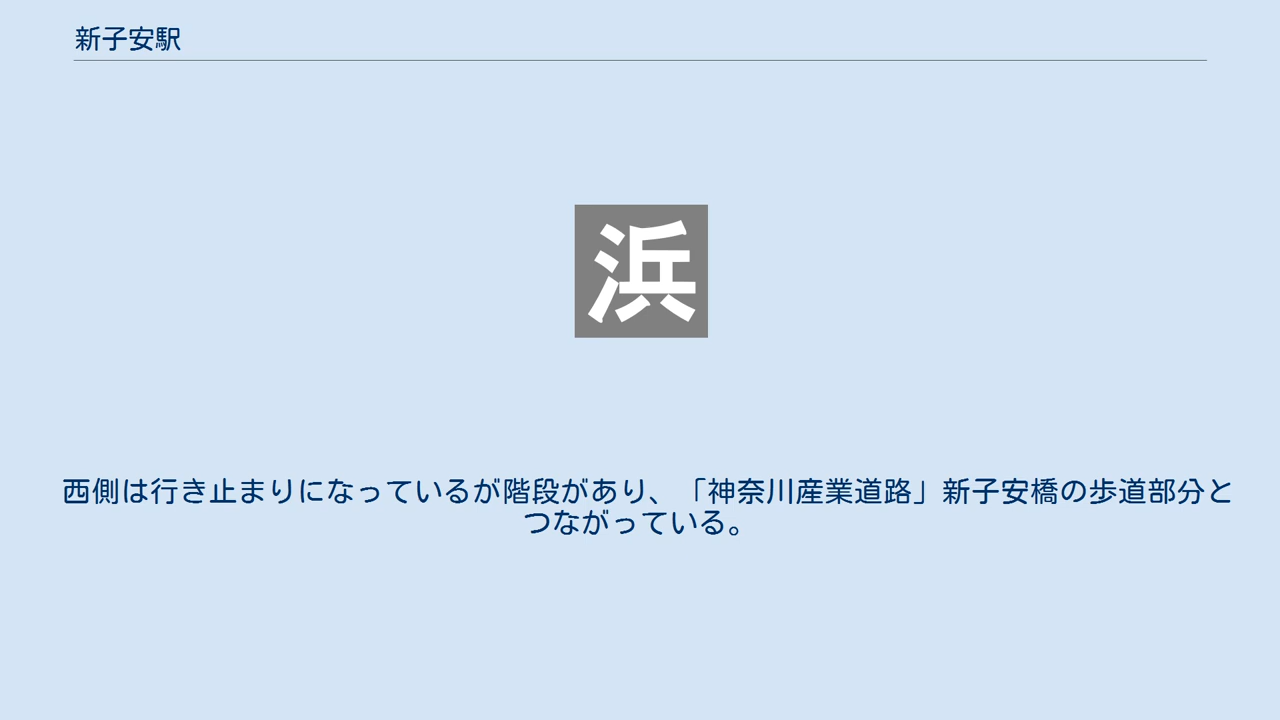 新子安駅
浜
西側は行き止まりになっているが階段があり、「神奈川産業道路」新子安橋の歩道部分と
つながっている。